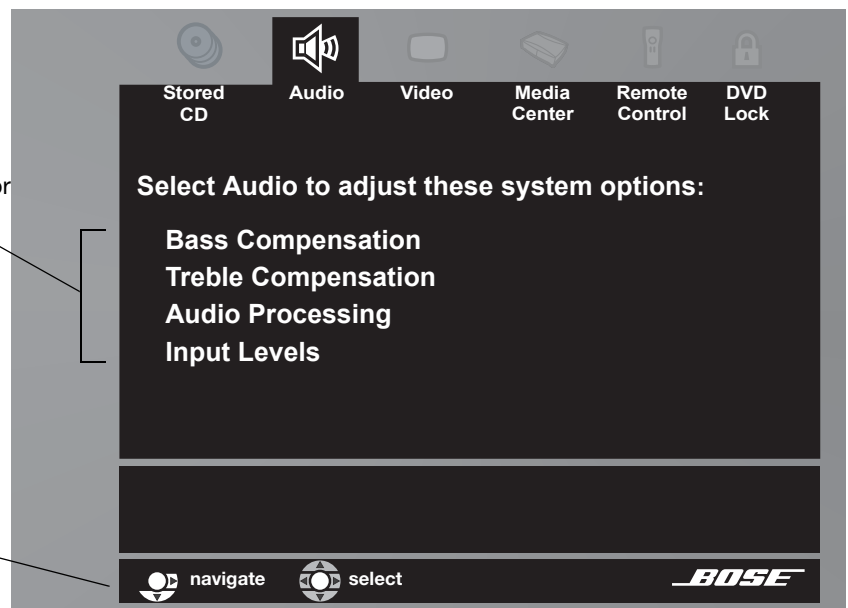 Stored CD
Audio
Video
Media Center
Remote Control
DVD Lock
or
Select Audio to adjust these system options:
Bass Compensation
Treble Compensation
Audio Processing
Input Levels
navigate
select
BOSE